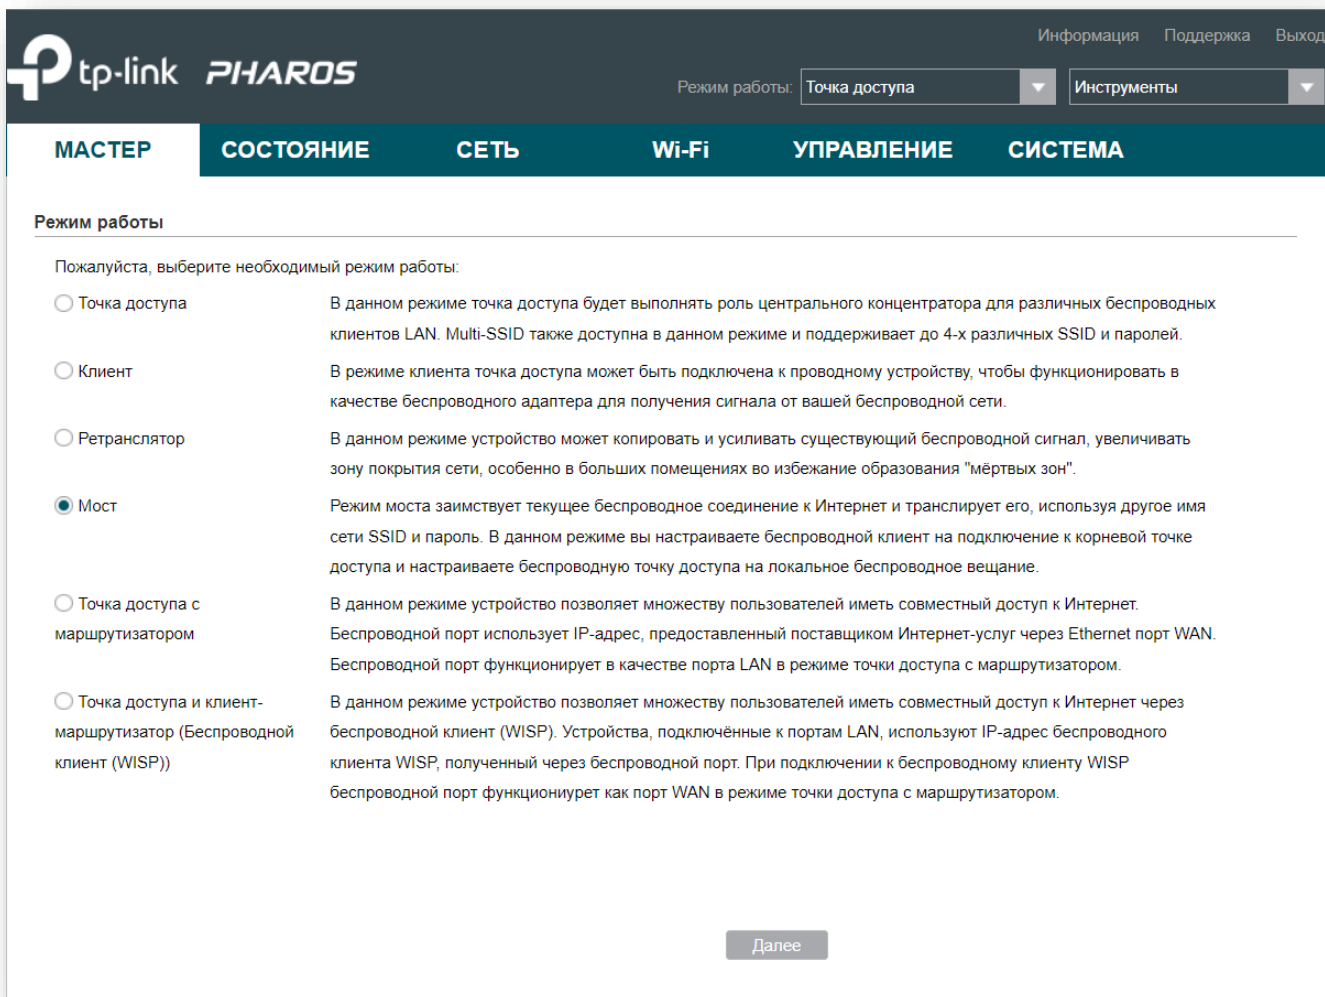 Информация Поддержка Выход
tp-link PHAROS
Режим работы: Точка доступа Инструменты
МАСТЕР СОСТОЯНИЕ СЕТЬ Wi-Fi УПРАВЛЕНИЕ СИСТЕМА
Режим работы
Пожалуйста, выберите необходимый режим работы:
Точка доступа В данном режиме точка доступа будет выполнять роль центрального концентратора для различных беспроводных
клиентов LAN. Multi-SSID также доступна в данном режиме и поддерживает до 4-х различных SSID и паролей.
Клиент В режиме клиента точка доступа может быть подключена к проводному устройству, чтобы функционировать в
качестве беспроводного адаптера для получения сигнала от вашей беспроводной сети.
Ретранслятор В данном режиме устройство может копировать и усиливать существующий беспроводной сигнал, увеличивать
зону покрытия сети, особенно в больших помещениях во избежание образования "мёртвых зон".
Мост Режим моста заимствует текущее беспроводное соединение к Интернет и транслирует его, используя другое имя
сети SSID и пароль. В данном режиме вы настраиваете беспроводной клиент на подключение к корневой точке
доступа и настраиваете беспроводную точку доступа на локальное беспроводное вещание.
Точка доступа с В данном режиме устройство позволяет множеству пользователей иметь совместный доступ к Интернет.
маршрутизатором Беспроводной порт использует IP-адрес, предоставленный поставщиком Интернет-услуг через Ethernet порт WAN.
Беспроводной порт функционирует в качестве порта LAN в режиме точки доступа с маршрутизатором.
Точка доступа и клиент- В данном режиме устройство позволяет множеству пользователей иметь совместный доступ к Интернет через
маршрутизатор (Беспроводной беспроводной клиент (WISP). Устройства, подключённые к портам LAN, используют IP-адрес беспроводного
клиент (WISP)) клиента WISP, полученный через беспроводной порт. При подключении к беспроводному клиенту WISP
беспроводной порт функциониурет как порт WAN в режиме точки доступа с маршрутизатором.
Далее